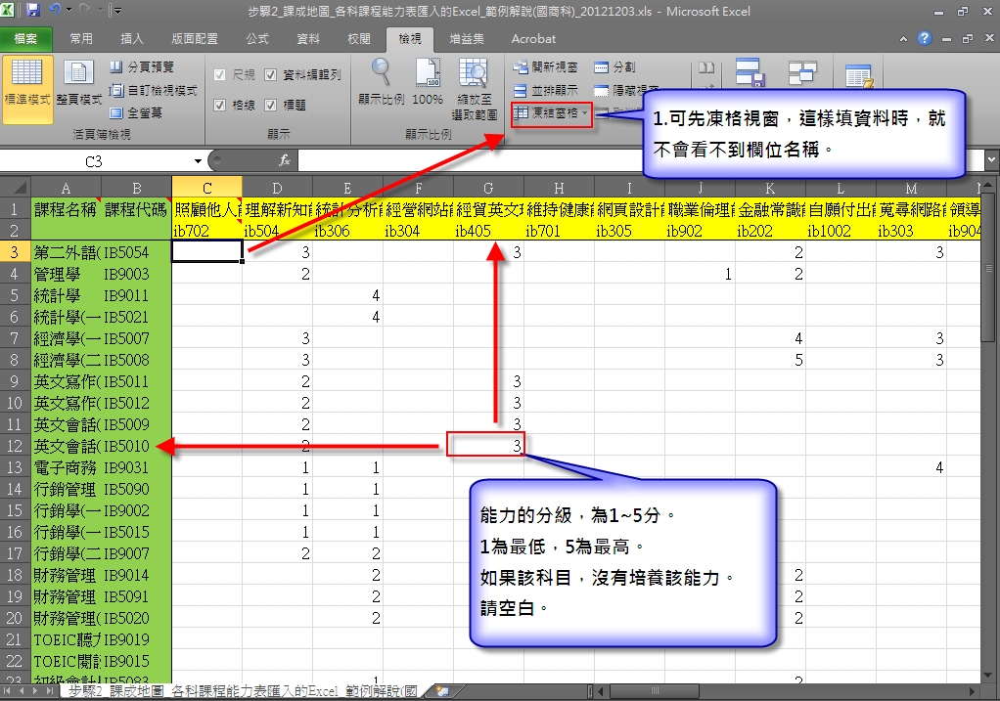 步驟2_課成地圖_各科課程能力表匯入的Excel_範例解說(國商科)_20121203.xls - Microsoft Excel
檔案 常用 插入 版面配置 公式 資料 校閱 檢視 增益集 Acrobat
標準模式 整頁模式 分頁預覽 自訂檢視模式 全螢幕
活頁簿檢視
尺規 資料編輯列 格線 標題
顯示
顯示比例 100% 縮放至選取範圍
顯示比例
開新視窗 並排顯示 凍結窗格 分割 隱藏視窗
1.可先凍格視窗，這樣填資料時，就
不會看不到欄位名稱。
C3 fx
A B C D E F G H I J K L M N
1 課程名稱 課程代碼 照顧他人 理解新知 統計分析 經營網站 經貿英文 維持健康 網頁設計 職業倫理 金融常識 自願付出 蒐尋網路 領導
2 ib702 ib504 ib306 ib304 ib405 ib701 ib305 ib902 ib202 ib1002 ib303 ib904
3 第二外語( IB5054 3 3 2 3
4 管理學 IB9003 2 1 2
5 統計學 IB9011 4
6 統計學(一 IB5021 4
7 經濟學(一 IB5007 3 4 3
8 經濟學(二 IB5008 3 5 3
9 英文寫作( IB5011 2 3
10 英文寫作( IB5012 2 3
11 英文會話( IB5009 2 3
12 英文會話( IB5010 2 3
13 電子商務 IB9031 1 1 4
14 行銷管理 IB5090 1 1
15 行銷學(一 IB9002 1 1
16 行銷學(一 IB5015 1 1
17 行銷學(二 IB9007 2 2
18 財務管理 IB9014 2 2
19 財務管理 IB5091 2 2
20 財務管理( IB5020 2 2
21 TOEIC聽力 IB9019
22 TOEIC閱讀 IB9015
23 初級會計 IB5083 1 2
能力的分級，為1~5分。
1為最低，5為最高。
如果該科目，沒有培養該能力。
請空白。
步驟2_課成地圖_各科課程能力表匯入的Excel_範例解說(國